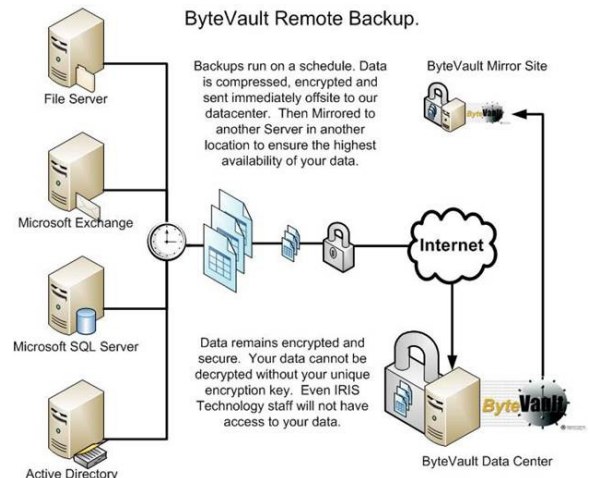 ByteVault Remote Backup.
Backups run on a schedule. Data
is compressed, encrypted and
sent immediately offsite to our
datacenter. Then Mirrored to
another Server in another
location to ensure the highest
availability of your data.
ByteVault Mirror Site
ByteVault
File Server
Microsoft Exchange
Internet
Microsoft SQL Server
Data remains encrypted and
secure. Your data cannot be
decrypted without your unique
encryption key. Even IRIS
Technology staff will not have
access to your data.
ByteVault
ByteVault Data Center
Active Directory